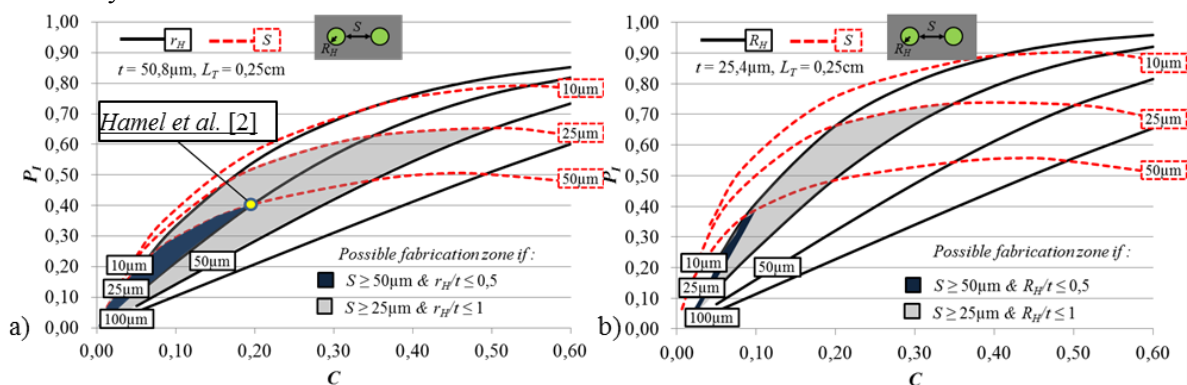 1,00
0,90
0,80
0,70
0,60
0,50
0,40
0,30
0,20
0,10
0,00
P_I
r_H
S
R_H
S
t = 50,8µm, L_T = 0,25cm
Hamel et al. [2]
10µm
25µm
50µm
10µm
25µm
50µm
100µm
Possible fabrication zone if :
S ≥ 50µm & r_H/t ≤ 0,5
S ≥ 25µm & r_H/t ≤ 1
a)
0,00
0,10
0,20
0,30
0,40
0,50
0,60
C
1,00
0,90
0,80
0,70
0,60
0,50
0,40
0,30
0,20
0,10
0,00
P_I
R_H
S
R_H
S
t = 25,4µm, L_T = 0,25cm
10µm
25µm
50µm
10µm
25µm
50µm
100µm
Possible fabrication zone if :
S ≥ 50µm & R_H/t ≤ 0,5
S ≥ 25µm & R_H/t ≤ 1
b)
0,00
0,10
0,20
0,30
0,40
0,50
0,60
C